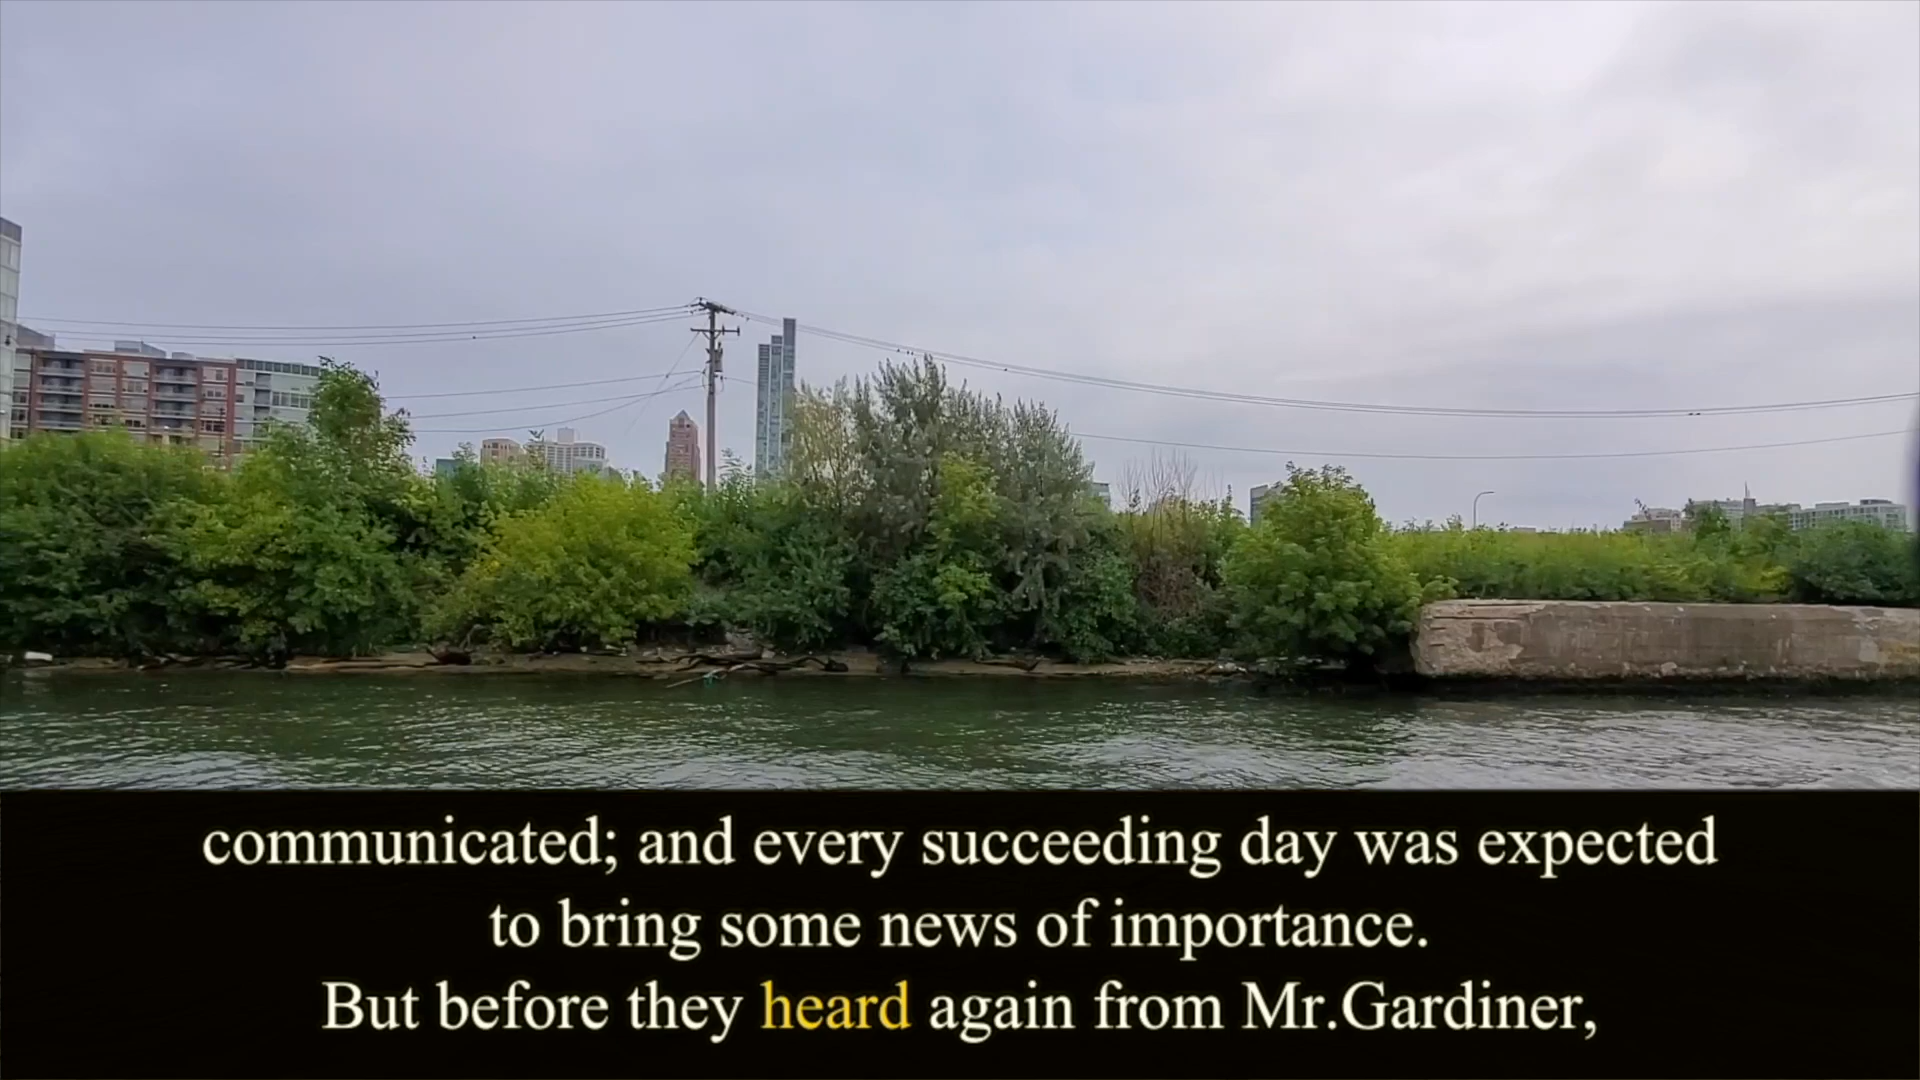 communicated; and every succeeding day was expected
to bring some news of importance.
But before they heard again from Mr.Gardiner,